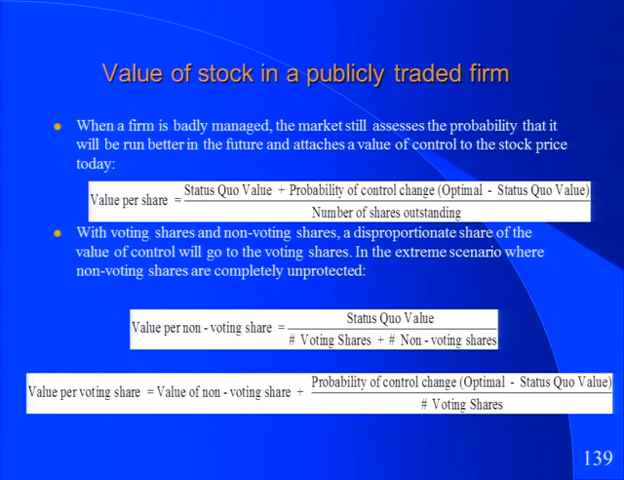 Value of stock in a publicly traded firm
When a firm is badly managed, the market still assesses the probability that it
will be run better in the future and attaches a value of control to the stock price
today:
Value per share = Status Quo Value + Probability of control change (Optimal - Status Quo Value)
Number of shares outstanding
With voting shares and non-voting shares, a disproportionate share of the
value of control will go to the voting shares. In the extreme scenario where
non-voting shares are completely unprotected:
Value per non - voting share = Status Quo Value
# Voting Shares + # Non - voting shares
Value per voting share = Value of non - voting share + Probability of control change (Optimal - Status Quo Value)
# Voting Shares
139